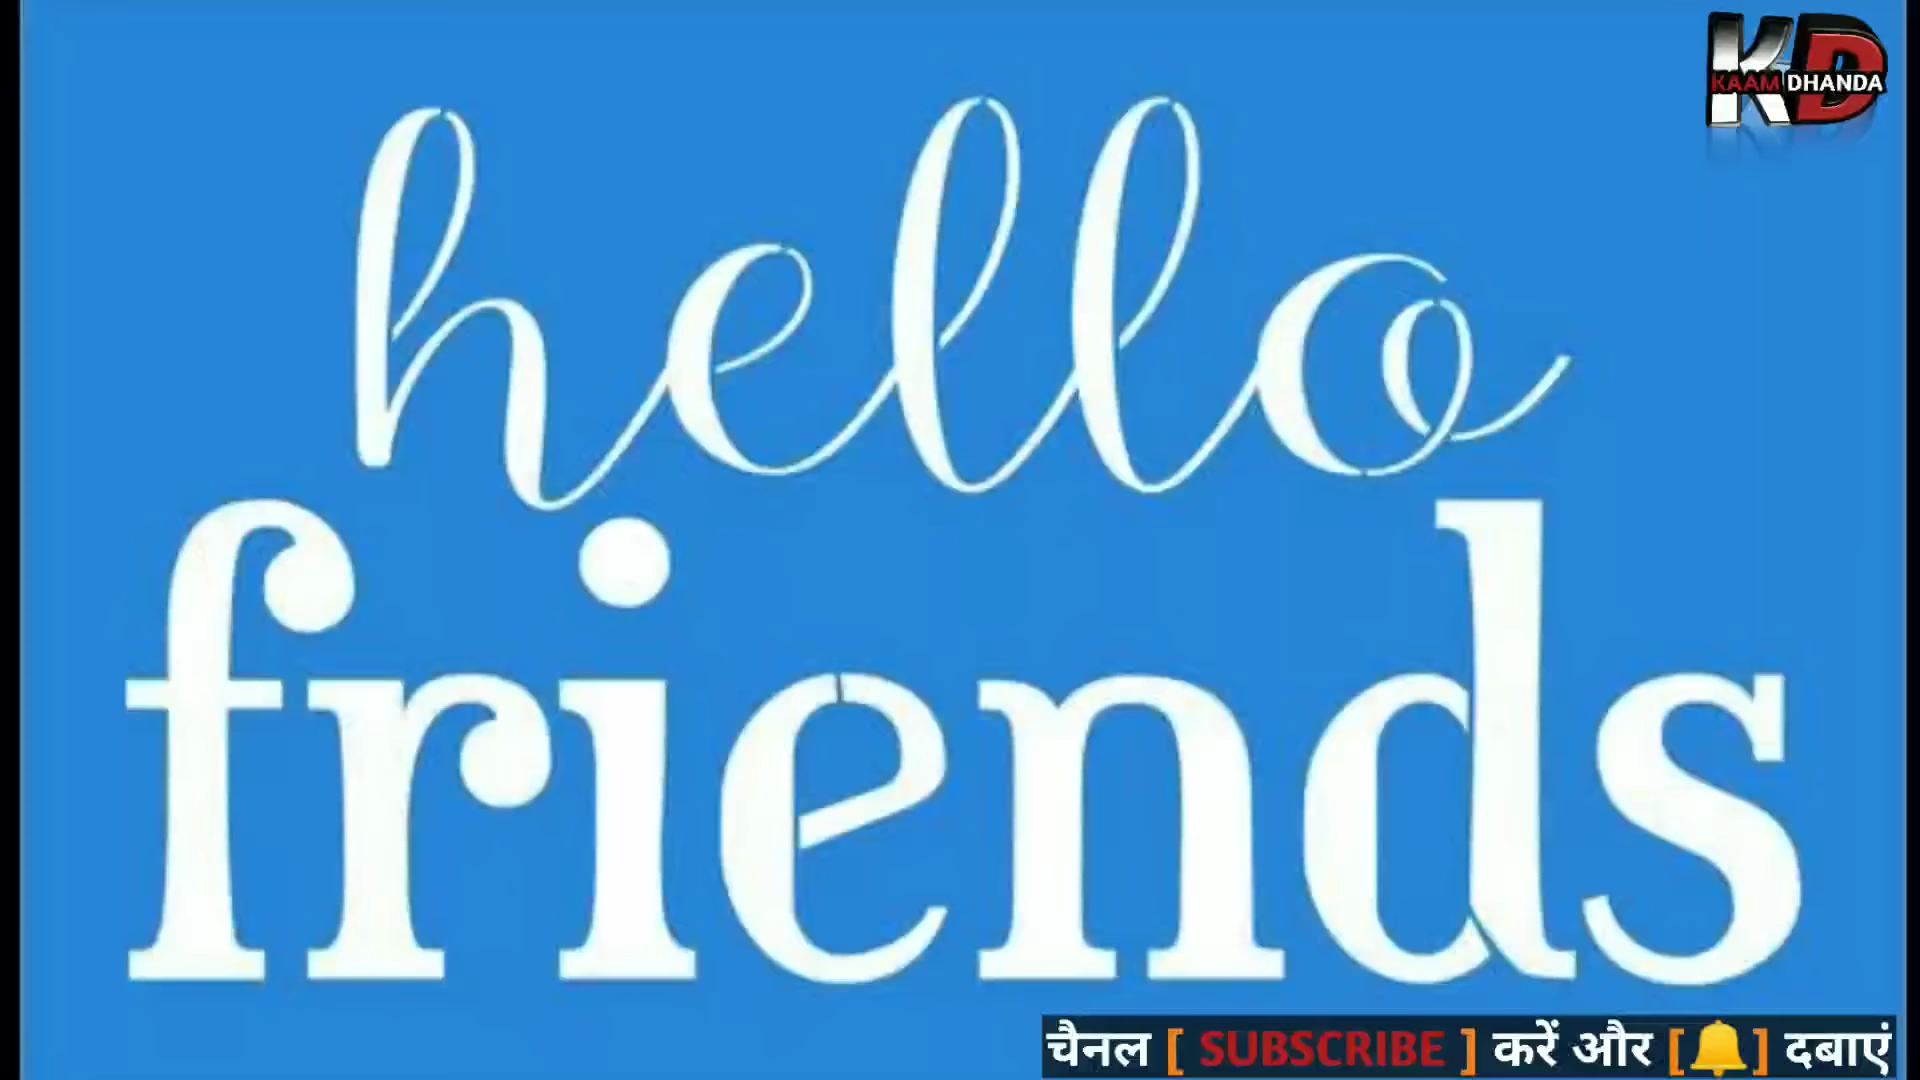 KD
KAAM DHANDA
hello
friends
चैनल [ SUBSCRIBE ] करें और [🔔] दबाएं